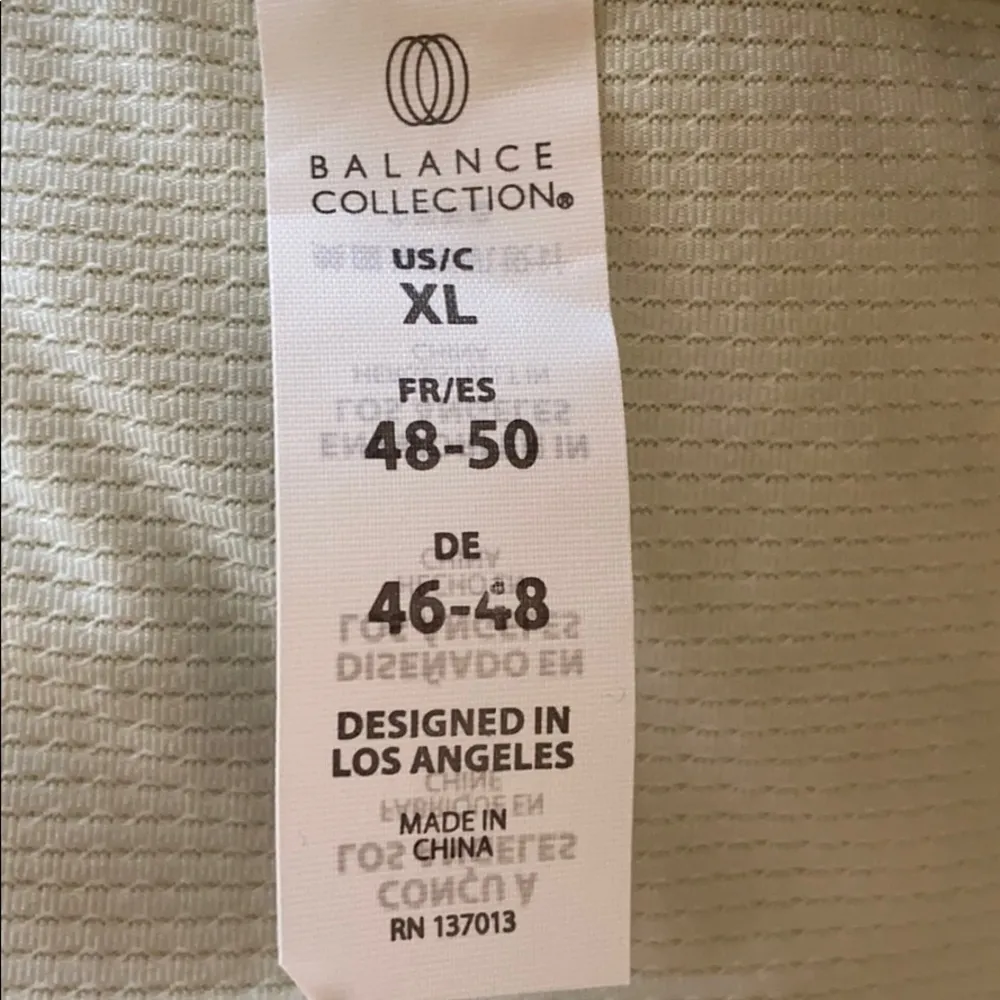 BALANCE
COLLECTION®
US/C
XL
FR/ES
48-50
DE
46-48
DESIGNED IN
LOS ANGELES
MADE IN
CHINA
RN 137013